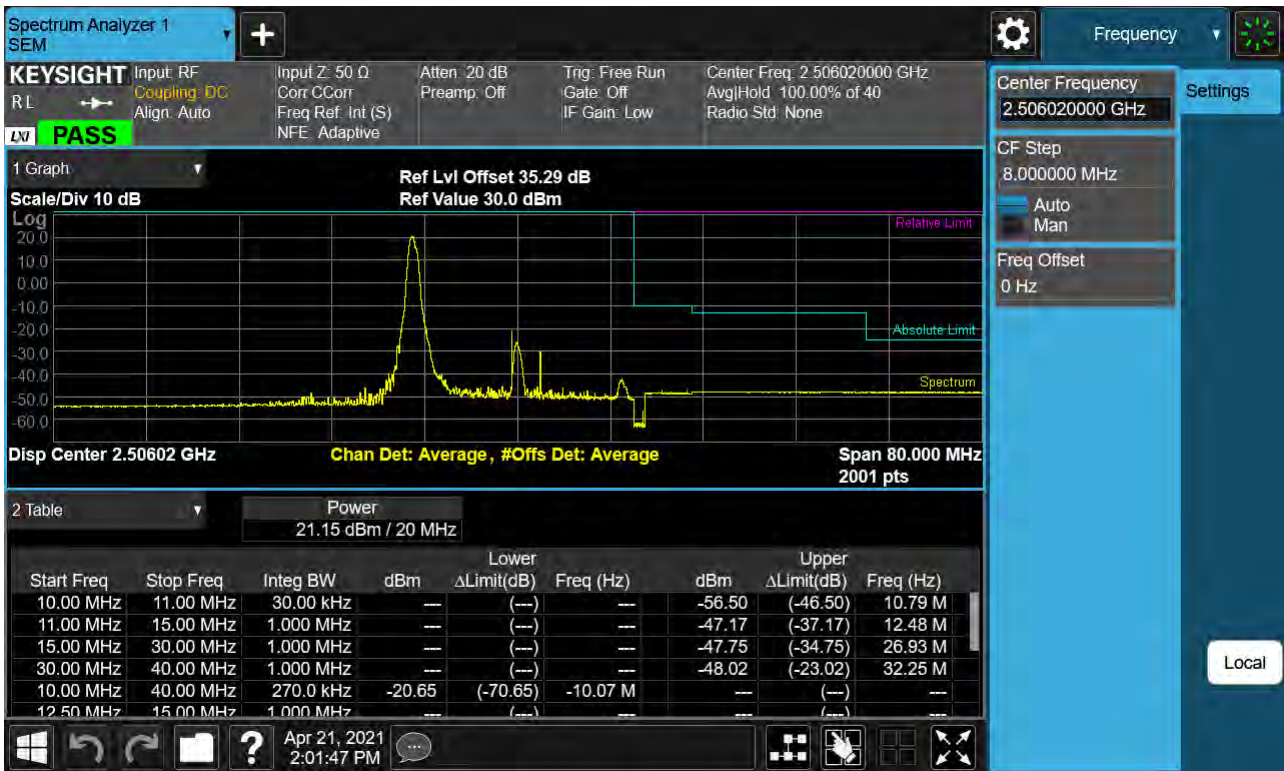 Spectrum Analyzer 1
SEM
+
Frequency
KEYSIGHT
R L
LXI
PASS
Input: RF
Coupling: DC
Align: Auto
Input Z: 50 Ω
Corr CCorr
Freq Ref: Int (S)
NFE: Adaptive
Atten: 20 dB
Preamp: Off
Trig: Free Run
Gate: Off
IF Gain: Low
Center Freq: 2.506020000 GHz
Avg|Hold: 100.00% of 40
Radio Std: None
Center Frequency
2.506020000 GHz
Settings
CF Step
8.000000 MHz
Auto
Man
Freq Offset
0 Hz
Local
1 Graph
Scale/Div 10 dB
Ref Lvl Offset 35.29 dB
Ref Value 30.0 dBm
Log
20.0
10.0
0.00
-10.0
-20.0
-30.0
-40.0
-50.0
-60.0
Relative Limit
Absolute Limit
Spectrum
Disp Center 2.50602 GHz
Chan Det: Average, #Offs Det: Average
Span 80.000 MHz
2001 pts
2 Table
Power
21.15 dBm / 20 MHz
Lower Upper
Start Freq Stop Freq Integ BW dBm ΔLimit(dB) Freq (Hz) dBm ΔLimit(dB) Freq (Hz)
10.00 MHz 11.00 MHz 30.00 kHz --- (---) --- -56.50 (-46.50) 10.79 M
11.00 MHz 15.00 MHz 1.000 MHz --- (---) --- -47.17 (-37.17) 12.48 M
15.00 MHz 30.00 MHz 1.000 MHz --- (---) --- -47.75 (-34.75) 26.93 M
30.00 MHz 40.00 MHz 1.000 MHz --- (---) --- -48.02 (-23.02) 32.25 M
10.00 MHz 40.00 MHz 270.0 kHz -20.65 (-70.65) -10.07 M --- (---) ---
12.50 MHz 15.00 MHz 1.000 MHz --- (---) --- --- (---) ---
?
Apr 21, 2021
2:01:47 PM